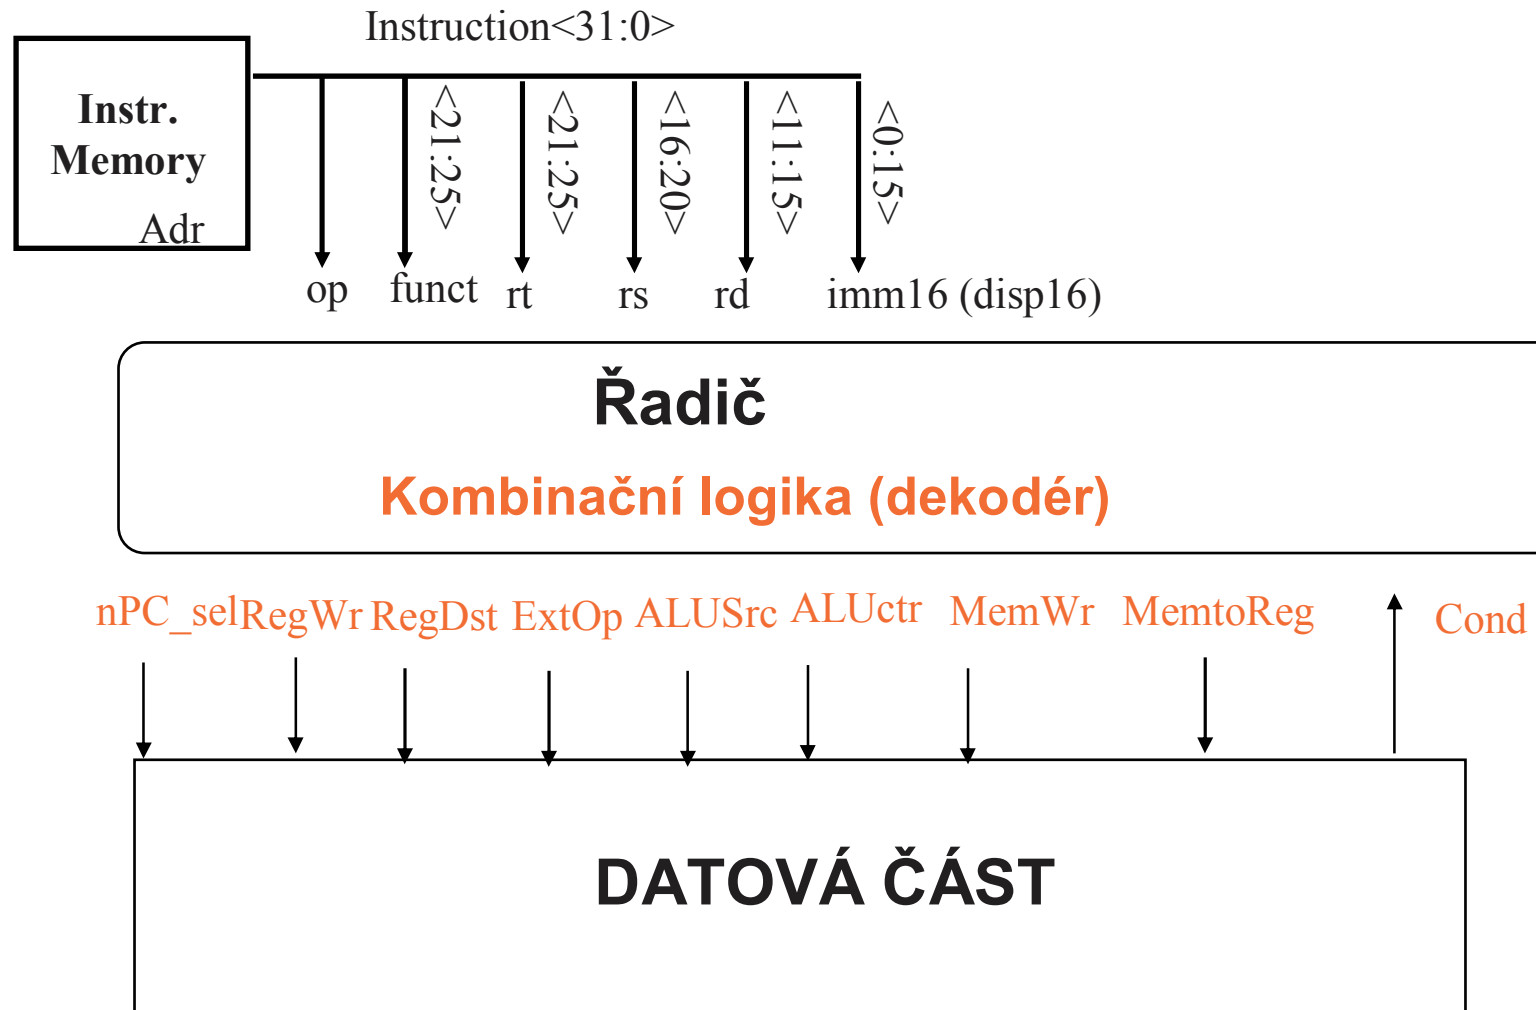 Instruction<31:0>
Instr.
Memory
Adr
<21:25>
<21:25>
<16:20>
<11:15>
<0:15>
op funct rt rs rd imm16 (disp16)
Řadič
Kombinační logika (dekodér)
nPC_sel RegWr RegDst ExtOp ALUSrc ALUctr MemWr MemtoReg Cond
DATOVÁ ČÁST